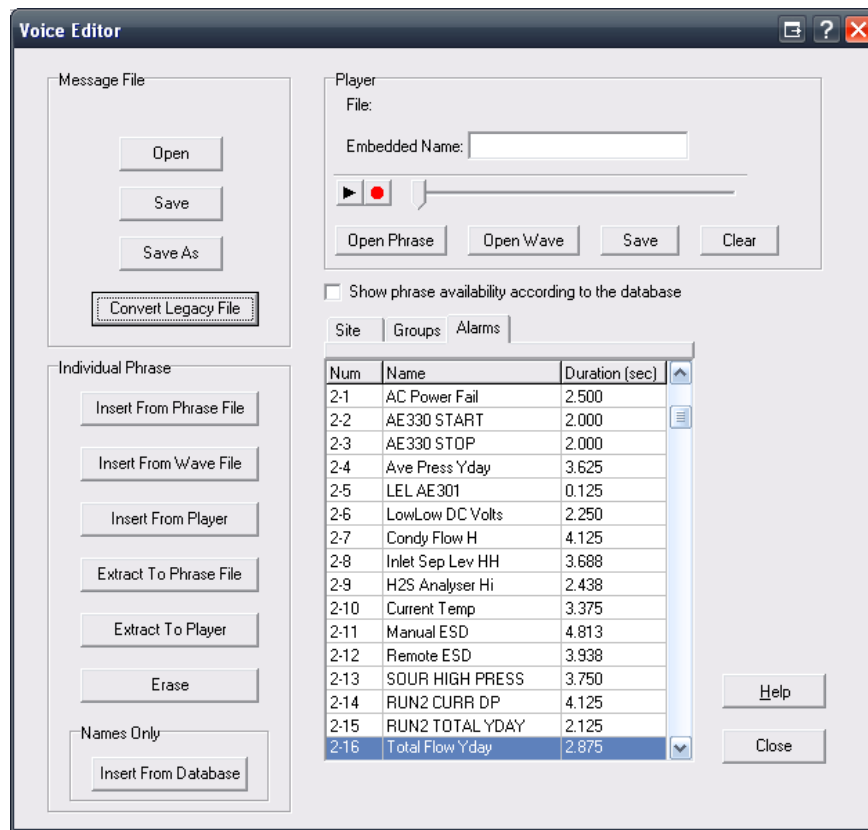 Voice Editor
Message File
Open
Save
Save As
Convert Legacy File
Player
File:
Embedded Name:
Open Phrase Open Wave Save Clear
Show phrase availability according to the database
Site Groups Alarms
Num Name Duration (sec)
2-1 AC Power Fail 2.500
2-2 AE330 START 2.000
2-3 AE330 STOP 2.000
2-4 Ave Press Yday 3.625
2-5 LEL AE301 0.125
2-6 LowLow DC Volts 2.250
2-7 Condy Flow H 4.125
2-8 Inlet Sep Lev HH 3.688
2-9 H2S Analyser Hi 2.438
2-10 Current Temp 3.375
2-11 Manual ESD 4.813
2-12 Remote ESD 3.938
2-13 SOUR HIGH PRESS 3.750
2-14 RUN2 CURR DP 4.125
2-15 RUN2 TOTAL YDAY 2.125
2-16 Total Flow Yday 2.875
Individual Phrase
Insert From Phrase File
Insert From Wave File
Insert From Player
Extract To Phrase File
Extract To Player
Erase
Names Only
Insert From Database
Help
Close